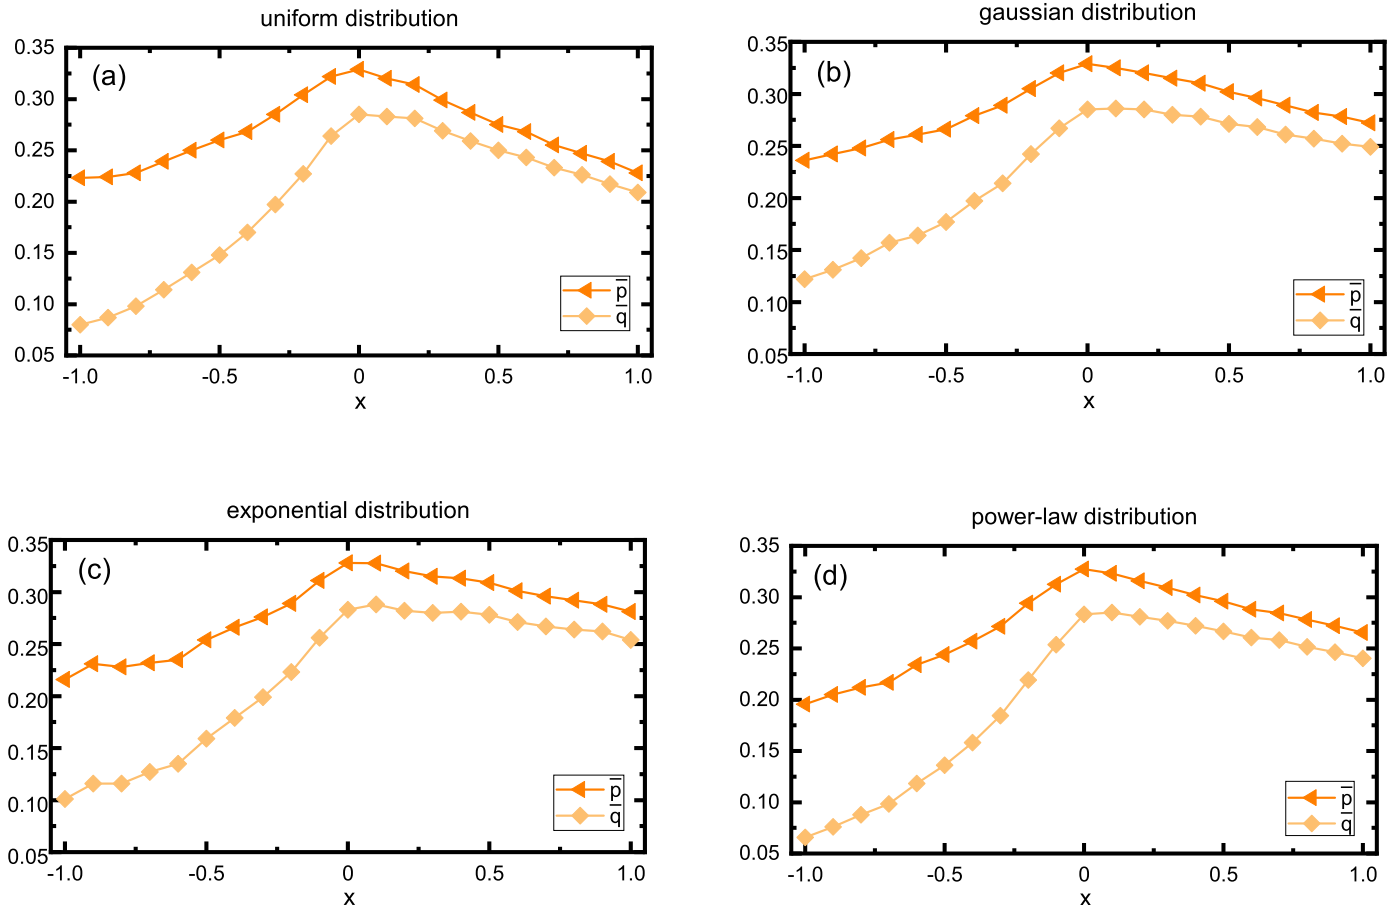 uniform distribution
(a)
0.35
0.30
0.25
0.20
0.15
0.10
0.05
-1.0 -0.5 0 0.5 1.0
x
p̅
q̅
gaussian distribution
(b)
0.35
0.30
0.25
0.20
0.15
0.10
0.05
-1.0 -0.5 0 0.5 1.0
x
p̅
q̅
exponential distribution
(c)
0.35
0.30
0.25
0.20
0.15
0.10
0.05
-1.0 -0.5 0 0.5 1.0
x
p̅
q̅
power-law distribution
(d)
0.35
0.30
0.25
0.20
0.15
0.10
0.05
-1.0 -0.5 0 0.5 1.0
x
p̅
q̅